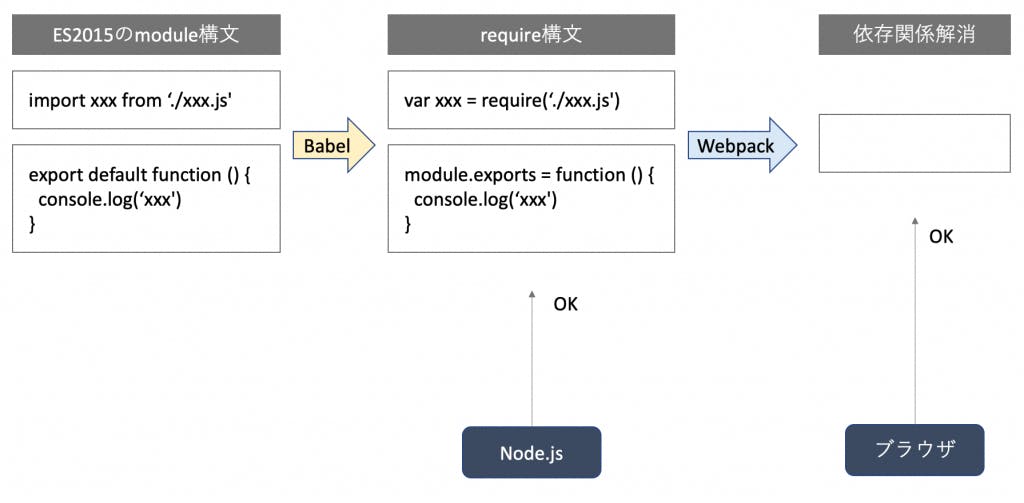 ES2015のmodule構文
import xxx from ‘./xxx.js'
export default function () {
console.log(‘xxx')
}
Babel
require構文
var xxx = require(‘./xxx.js')
module.exports = function () {
console.log(‘xxx')
}
Webpack
依存関係解消
OK
OK
Node.js
ブラウザ